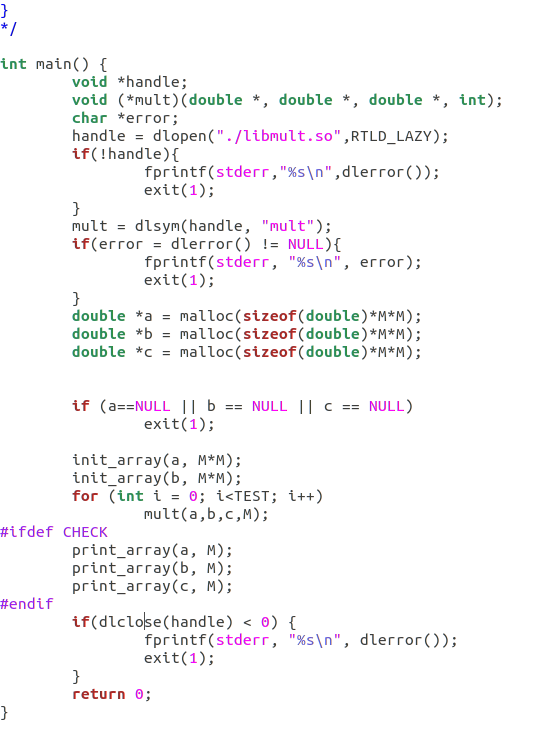 }
*/
int main() {
void *handle;
void (*mult)(double *, double *, double *, int);
char *error;
handle = dlopen("./libmult.so",RTLD_LAZY);
if(!handle){
fprintf(stderr,"%s\n",dlerror());
exit(1);
}
mult = dlsym(handle, "mult");
if(error = dlerror() != NULL){
fprintf(stderr, "%s\n", error);
exit(1);
}
double *a = malloc(sizeof(double)*M*M);
double *b = malloc(sizeof(double)*M*M);
double *c = malloc(sizeof(double)*M*M);
if (a==NULL || b == NULL || c == NULL)
exit(1);
init_array(a, M*M);
init_array(b, M*M);
for (int i = 0; i<TEST; i++)
mult(a,b,c,M);
#ifdef CHECK
print_array(a, M);
print_array(b, M);
print_array(c, M);
#endif
if(dlclose(handle) < 0) {
fprintf(stderr, "%s\n", dlerror());
exit(1);
}
return 0;
}